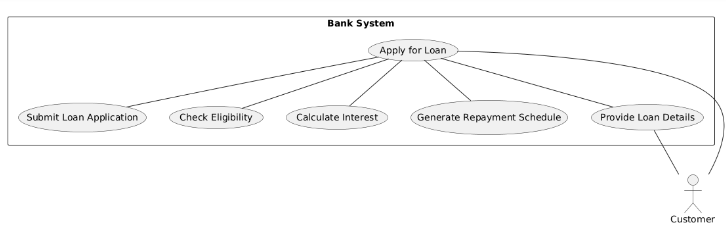 Bank System
Apply for Loan
Submit Loan Application
Check Eligibility
Calculate Interest
Generate Repayment Schedule
Provide Loan Details
Customer